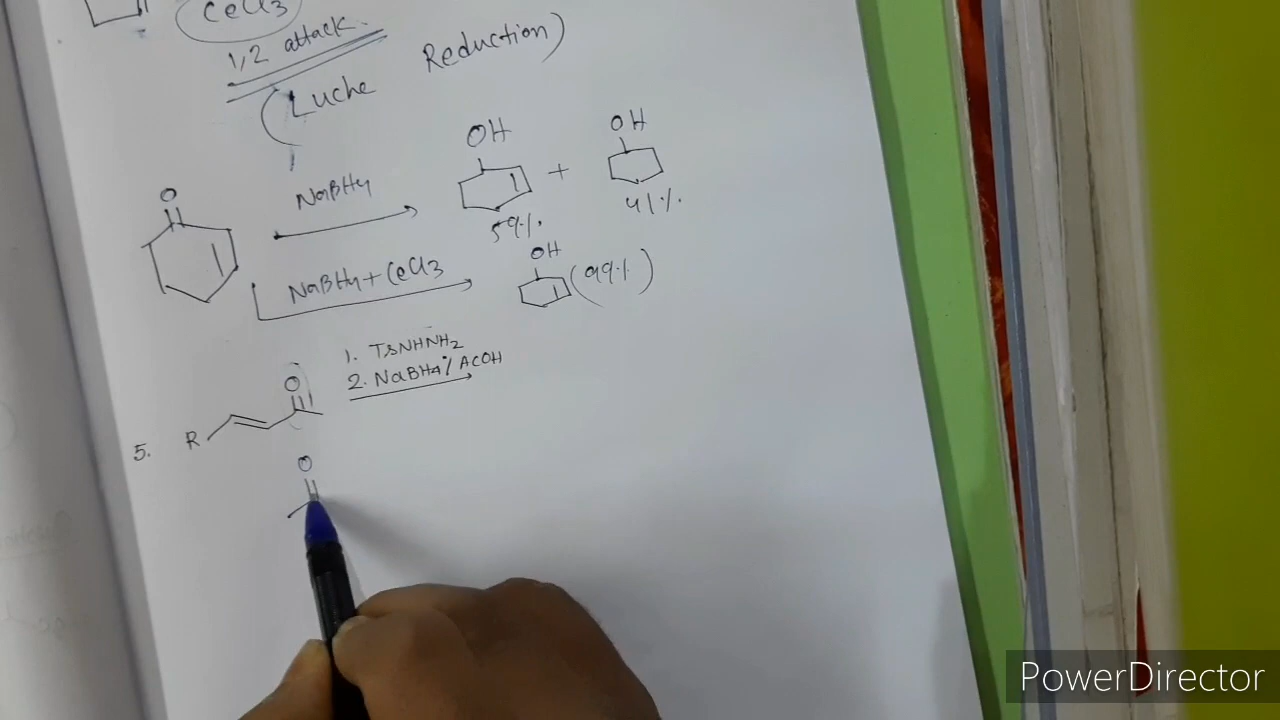 CeCl3
1,2 attack.
(Luche Reduction)
O
NaBH4
OH
+
OH
59%.
41%.
NaBH4 + CeCl3
OH
(99%)
1. TsNHNH2
2. NaBH4/AcOH
5.
R
O
O
PowerDirector